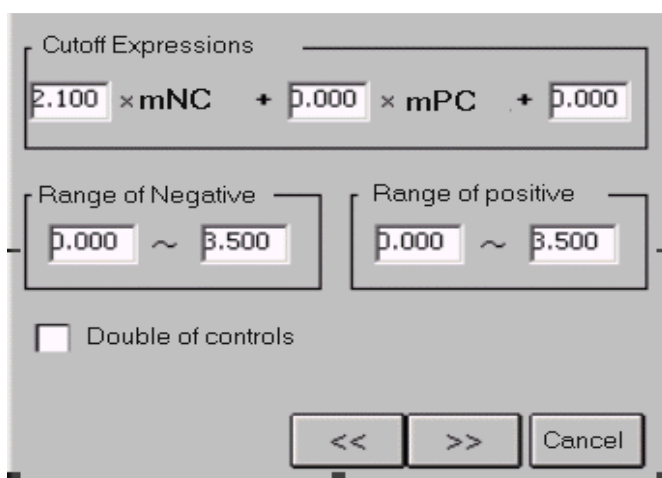 Cutoff Expressions
2.100 ×mNC + 0.000 × mPC + 0.000
Range of Negative Range of positive
0.000 ~ 3.500 0.000 ~ 3.500
Double of controls
<< >> Cancel